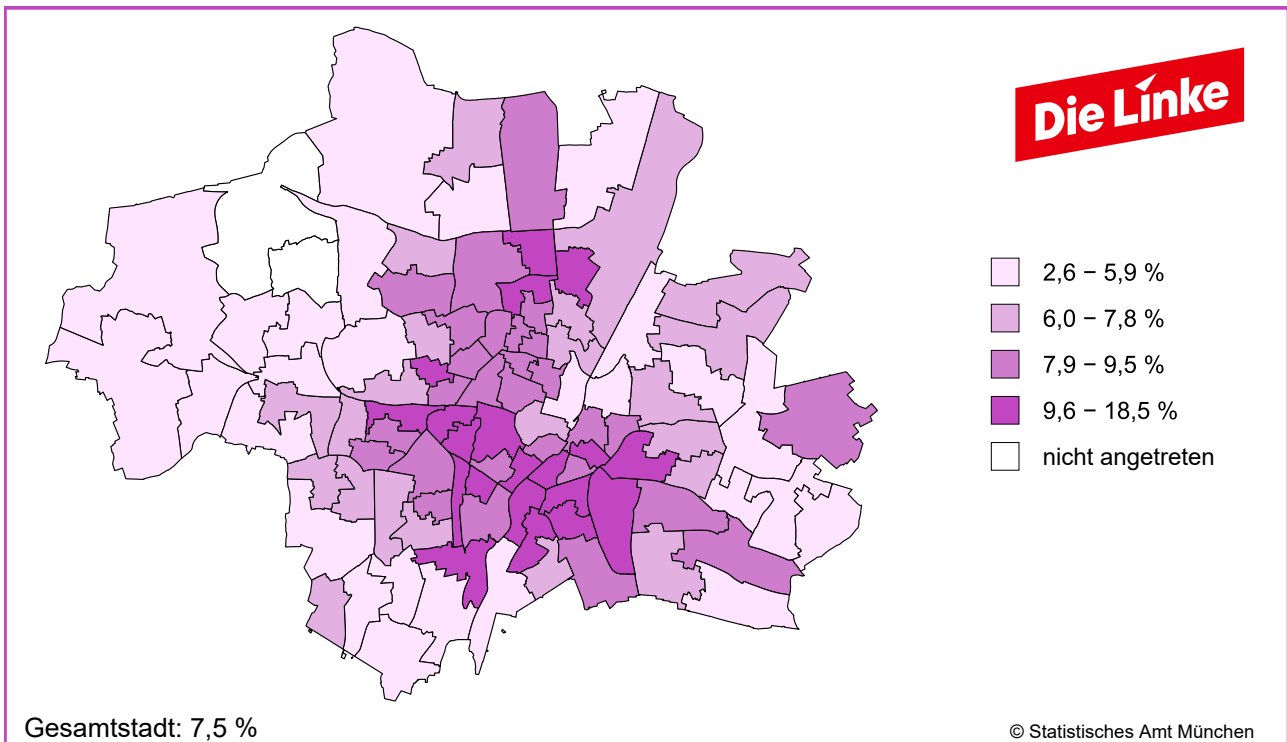 Die Linke
2,6 – 5,9 %
6,0 – 7,8 %
7,9 – 9,5 %
9,6 – 18,5 %
nicht angetreten
Gesamtstadt: 7,5 %
© Statistisches Amt München